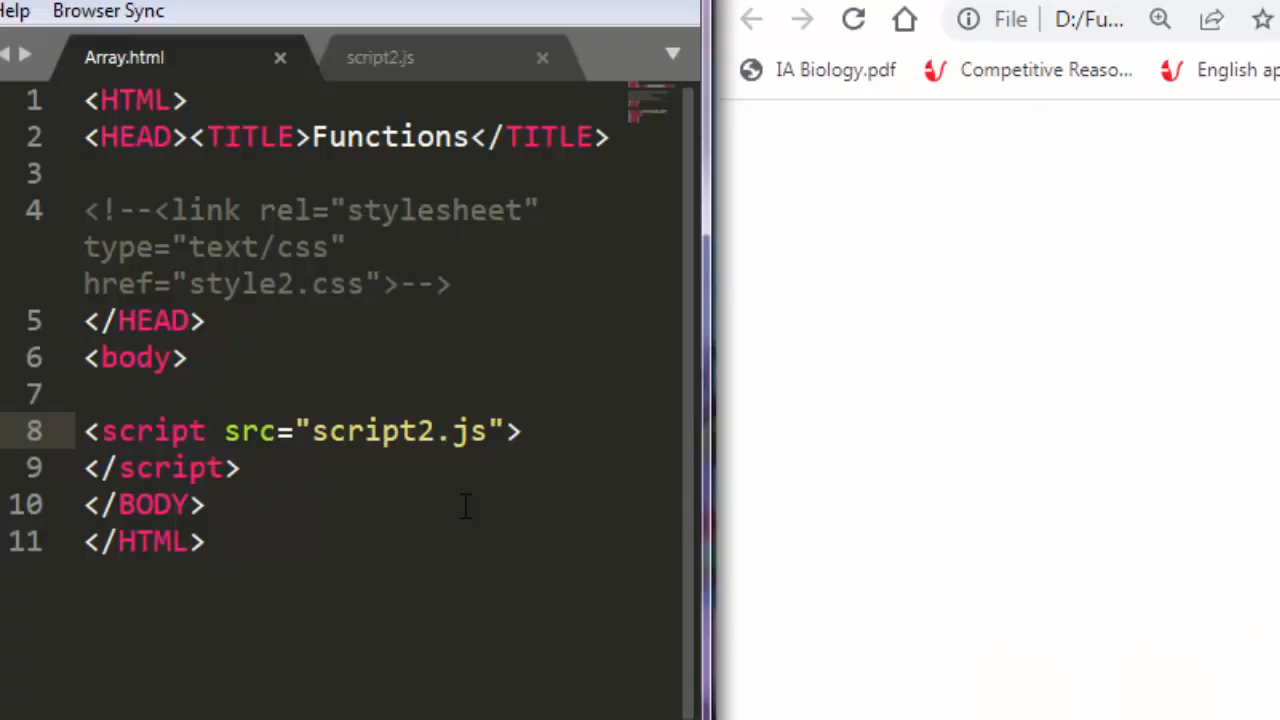 Help Browser Sync
Array.html script2.js
1 <HTML>
2 <HEAD><TITLE>Functions</TITLE>
3
4 <!--<link rel="stylesheet"
type="text/css"
href="style2.css">-->
5 </HEAD>
6 <body>
7
8 <script src="script2.js">
9 </script>
10 </BODY>
11 </HTML>
File D:/Fu...
IA Biology.pdf Competitive Reaso... English ap